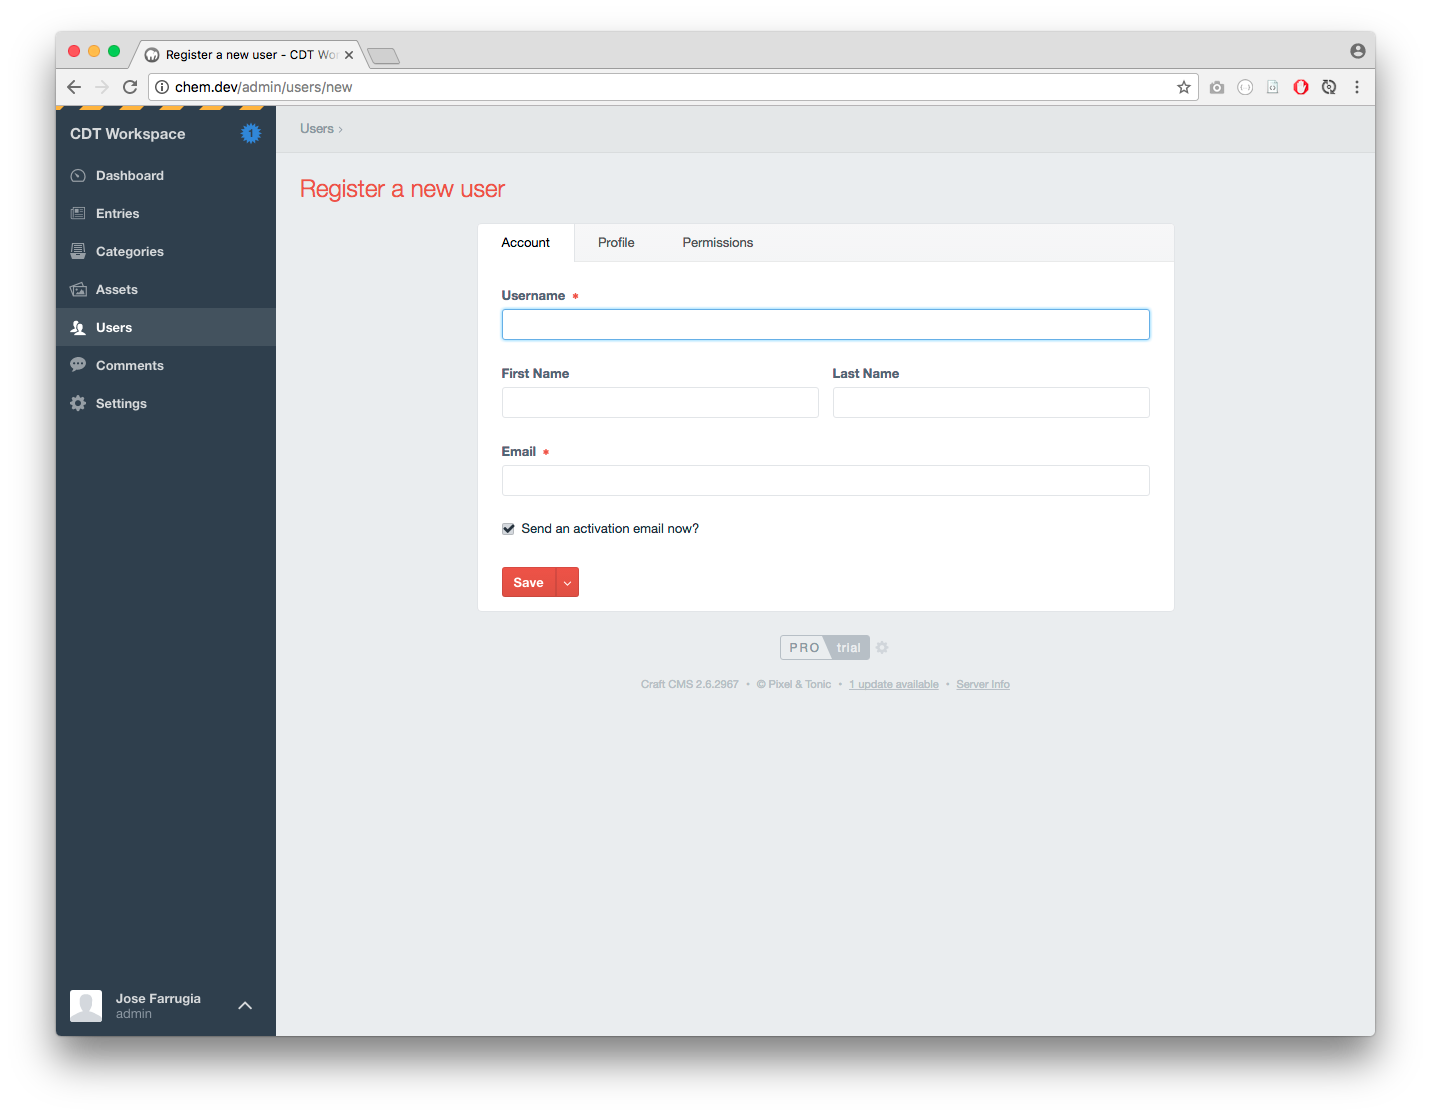 Register a new user - CDT Wo
chem.dev/admin/users/new
CDT Workspace
1
Users ›
Dashboard
Entries
Categories
Assets
Users
Comments
Settings
Register a new user
Account Profile Permissions
Username *
First Name Last Name
Email *
Send an activation email now?
Save
PRO trial
Craft CMS 2.6.2967 • © Pixel & Tonic • 1 update available • Server Info
Jose Farrugia
admin